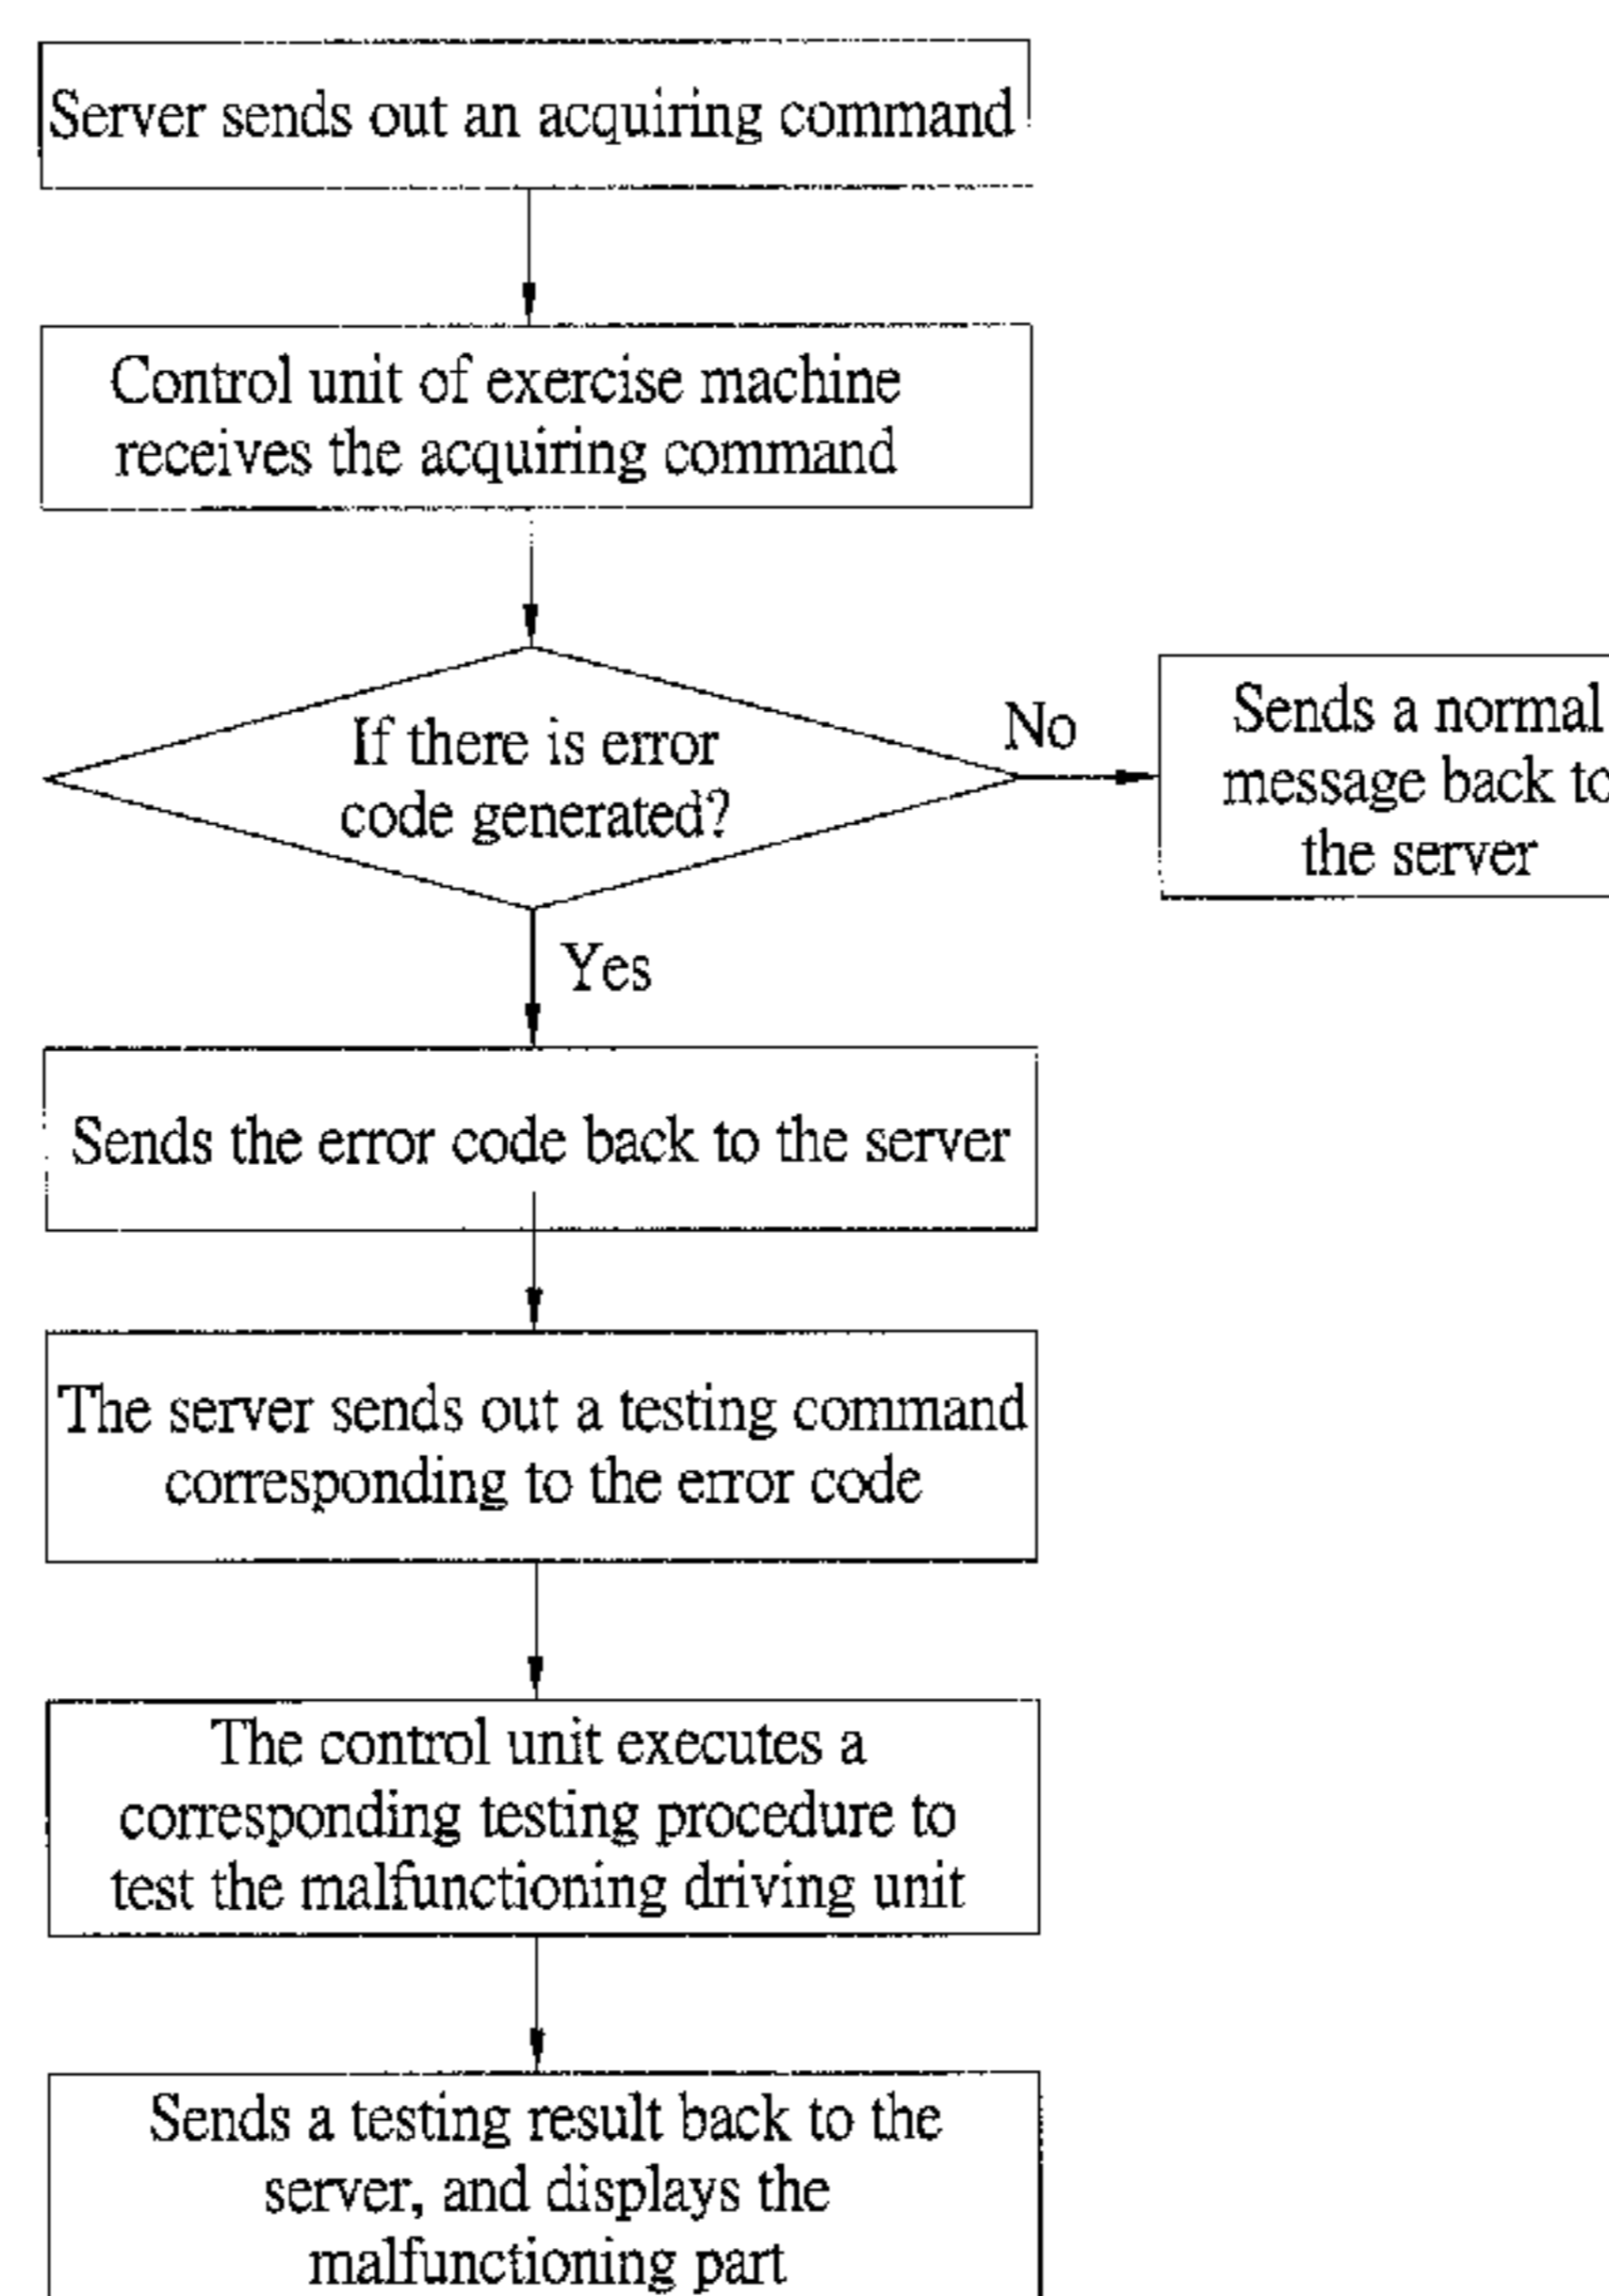 Server sends out an acquiring command
Control unit of exercise machine
receives the acquiring command
If there is error
code generated?
No
Sends a normal
message back to
the server
Yes
Sends the error code back to the server
The server sends out a testing command
corresponding to the error code
The control unit executes a
corresponding testing procedure to
test the malfunctioning driving unit
Sends a testing result back to the
server, and displays the
malfunctioning part